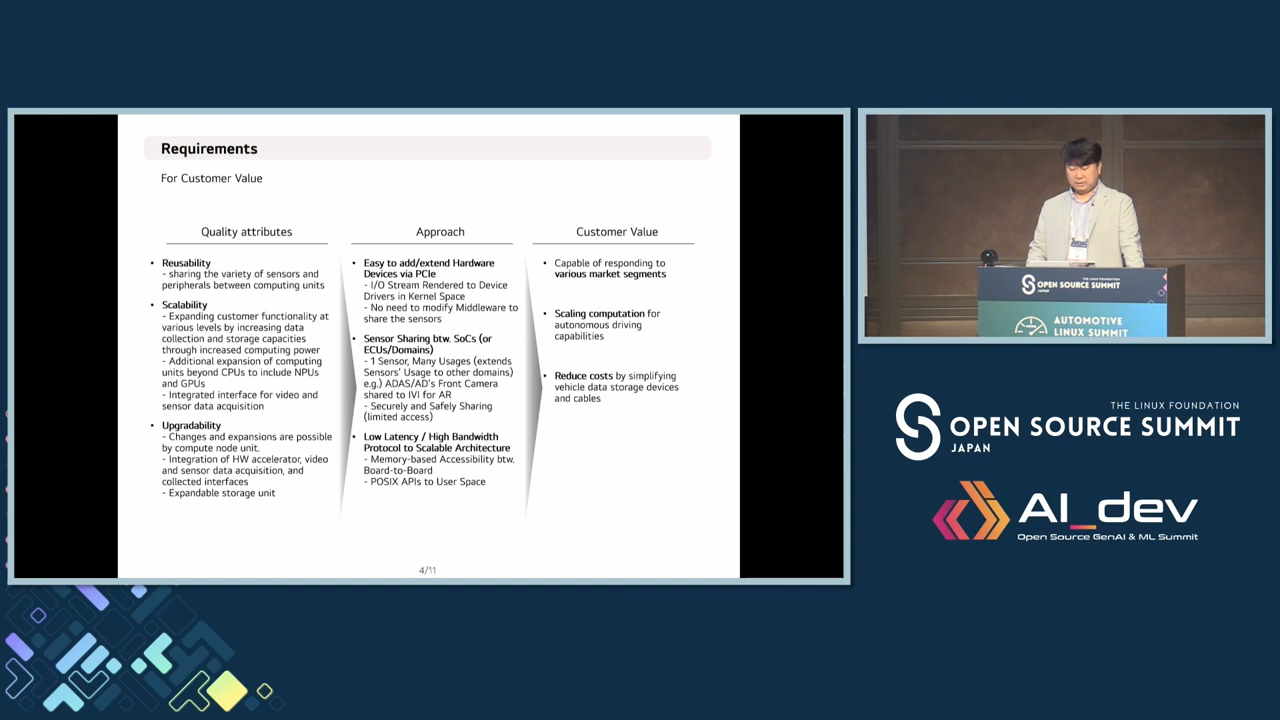 Requirements
For Customer Value
Quality attributes
• Reusability
- sharing the variety of sensors and
peripherals between computing units
• Scalability
- Expanding customer functionality at
various levels by increasing data
collection and storage capacities
through increased computing power
- Additional expansion of computing
units beyond CPUs to include NPUs
and GPUs
- Integrated interface for video and
sensor data acquisition
• Upgradability
- Changes and expansions are possible
by compute node unit.
- Integration of HW accelerator, video
and sensor data acquisition, and
collected interfaces
- Expandable storage unit
Approach
• Easy to add/extend Hardware
Devices via PCIe
- I/O Stream Rendered to Device
Drivers in Kernel Space
- No need to modify Middleware to
share the sensors
• Sensor Sharing btw. SoCs (or
ECUs/Domains)
- 1 Sensor, Many Usages (extends
Sensors' Usage to other domains)
e.g.) ADAS/AD's Front Camera
shared to IVI for AR
- Securely and Safely Sharing
(limited access)
• Low Latency / High Bandwidth
Protocol to Scalable Architecture
- Memory-based Accessibility btw.
Board-to-Board
- POSIX APIs to User Space
Customer Value
• Capable of responding to
various market segments
• Scaling computation for
autonomous driving
capabilities
• Reduce costs by simplifying
vehicle data storage devices
and cables
4/11
THE LINUX FOUNDATION
OPEN SOURCE SUMMIT
JAPAN
AUTOMOTIVE
LINUX SUMMIT
THE LINUX FOUNDATION
OPEN SOURCE SUMMIT
JAPAN
AI_dev
Open Source GenAI & ML Summit